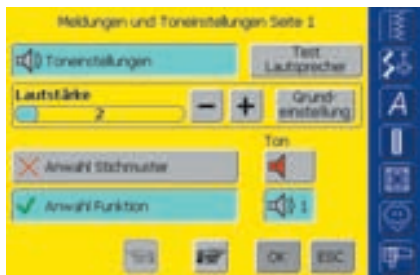 Meldungen und Toneinstellungen Seite 1
Toneinstellungen
Test
Lautsprecher
Lautstärke
2
Grund-
einstellung
Ton
Anwahl Stichmuster
Anwahl Funktion
1
OK
ESC
A